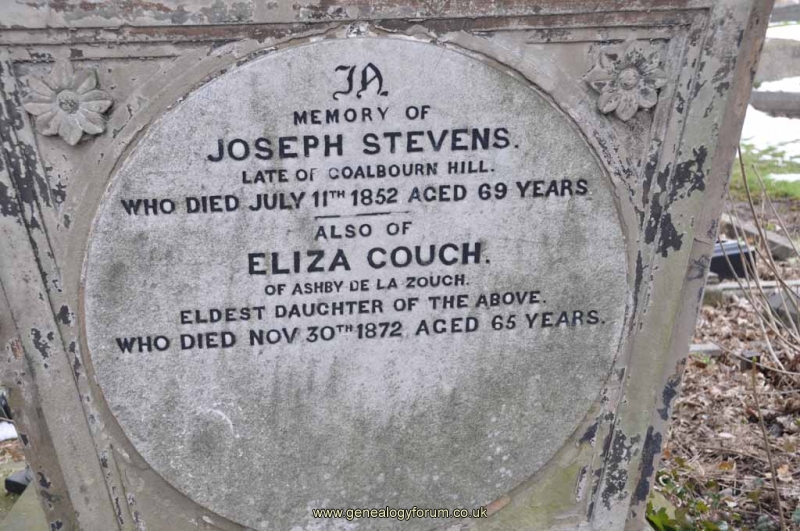 IN
MEMORY OF
JOSEPH STEVENS.
LATE OF COALBOURN HILL.
WHO DIED JULY 11TH 1852 AGED 69 YEARS
ALSO OF
ELIZA COUCH.
OF ASHBY DE LA ZOUCH.
ELDEST DAUGHTER OF THE ABOVE.
WHO DIED NOV 30TH 1872 AGED 65 YEARS.
www.genealogyforum.co.uk